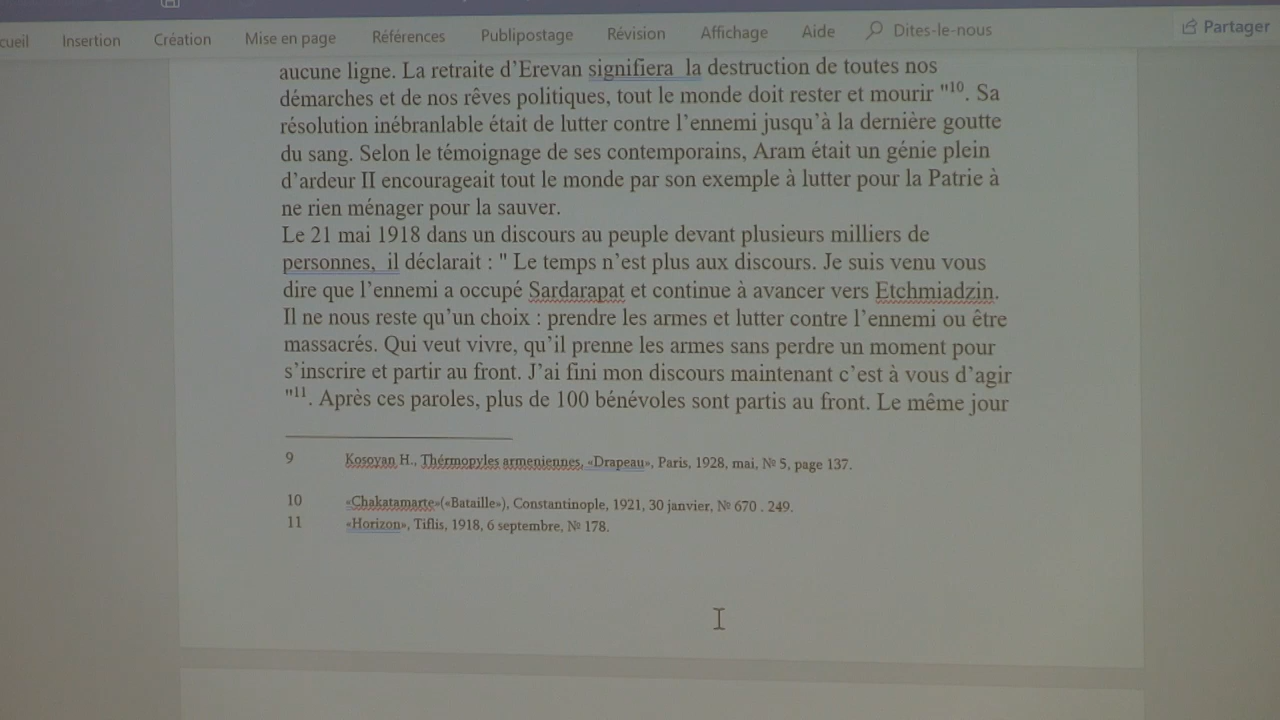 cueil Insertion Création Mise en page Références Publipostage Révision Affichage Aide Dites-le-nous Partager
aucune ligne. La retraite d’Erevan signifiera  la destruction de toutes nos
démarches et de nos rêves politiques, tout le monde doit rester et mourir "10. Sa
résolution inébranlable était de lutter contre l’ennemi jusqu’à la dernière goutte
du sang. Selon le témoignage de ses contemporains, Aram était un génie plein
d’ardeur II encourageait tout le monde par son exemple à lutter pour la Patrie à
ne rien ménager pour la sauver.
Le 21 mai 1918 dans un discours au peuple devant plusieurs milliers de
personnes,  il déclarait : " Le temps n’est plus aux discours. Je suis venu vous
dire que l’ennemi a occupé Sardarapat et continue à avancer vers Etchmiadzin.
Il ne nous reste qu’un choix : prendre les armes et lutter contre l’ennemi ou être
massacrés. Qui veut vivre, qu’il prenne les armes sans perdre un moment pour
s’inscrire et partir au front. J’ai fini mon discours maintenant c’est à vous d’agir
"11. Après ces paroles, plus de 100 bénévoles sont partis au front. Le même jour
9 Kosoyan H., Thérmopyles armeniennes, «Drapeau», Paris, 1928, mai, № 5, page 137.
10 «Chakatamarte»(«Bataille»), Constantinople, 1921, 30 janvier, № 670 . 249.
11 «Horizon», Tiflis, 1918, 6 septembre, № 178.